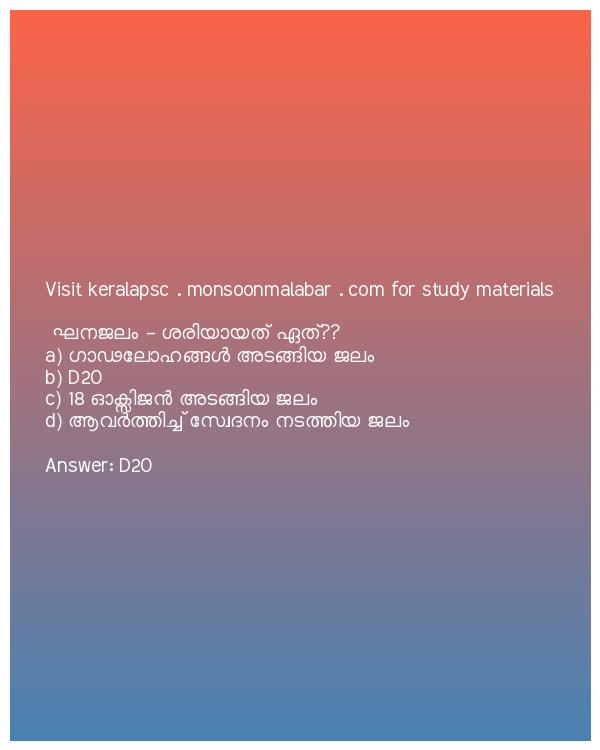 Visit keralapsc . monsoonmalabar . com for study materials
ഘനജലം - ശരിയായത് ഏത്??
a) ഗാഢലോഹങ്ങൾ അടങ്ങിയ ജലം
b) D2O
c) 18 ഓക്സിജൻ അടങ്ങിയ ജലം
d) ആവർത്തിച്ച് സ്വേദനം നടത്തിയ ജലം
Answer: D2O